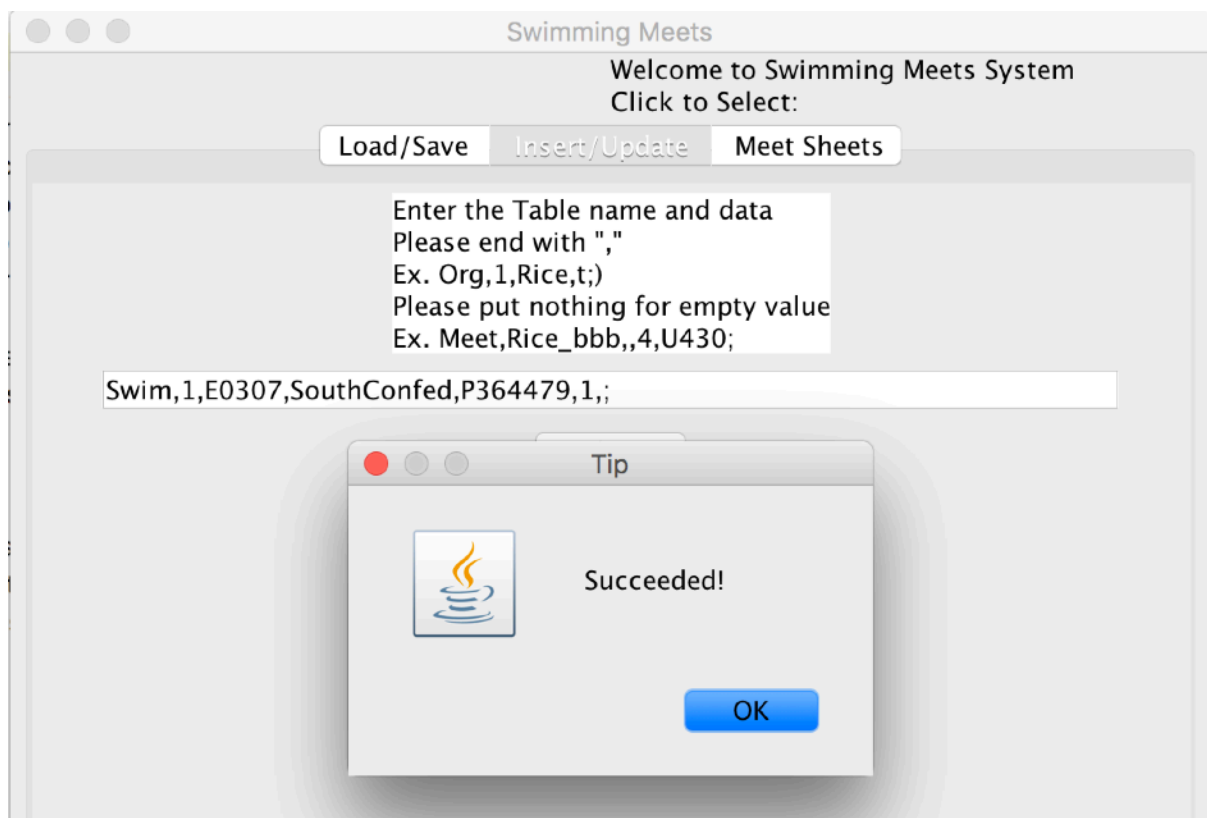 Swimming Meets
Welcome to Swimming Meets System
Click to Select:
Load/Save Insert/Update Meet Sheets
Enter the Table name and data
Please end with ","
Ex. Org,1,Rice,t;)
Please put nothing for empty value
Ex. Meet,Rice_bbb,,4,U430;
Swim,1,E0307,SouthConfed,P364479,1,;
Tip
Succeeded!
OK